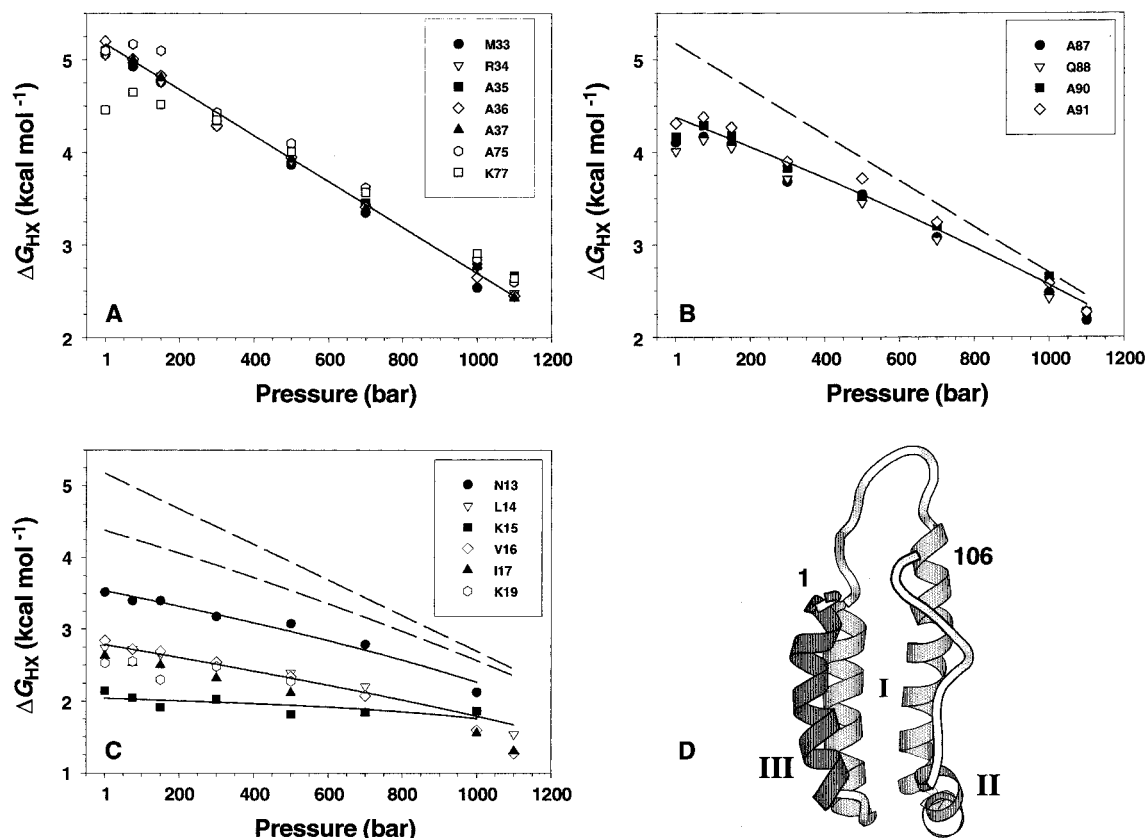 ΔG_HX (kcal mol⁻¹)
5
4
3
2
A
M33
R34
A35
A36
A37
A75
K77
1 200 400 600 800 1000 1200
Pressure (bar)
ΔG_HX (kcal mol⁻¹)
5
4
3
2
B
A87
Q88
A90
A91
1 200 400 600 800 1000 1200
Pressure (bar)
ΔG_HX (kcal mol⁻¹)
5
4
3
2
1
C
N13
L14
K15
V16
I17
K19
1 200 400 600 800 1000 1200
Pressure (bar)
D
1
106
I
III
II